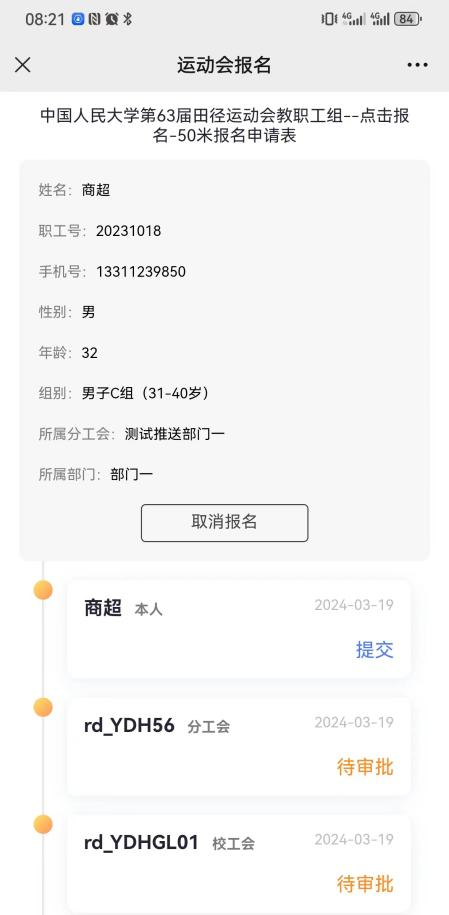 08:21 4G 4G 84
运动会报名
中国人民大学第63届田径运动会教职工组--点击报
名-50米报名申请表
姓名：商超
职工号：20231018
手机号：13311239850
性别：男
年龄：32
组别：男子C组（31-40岁）
所属分工会：测试推送部门一
所属部门：部门一
取消报名
商超 本人 2024-03-19
提交
rd_YDH56 分工会 2024-03-19
待审批
rd_YDHGL01 校工会 2024-03-19
待审批